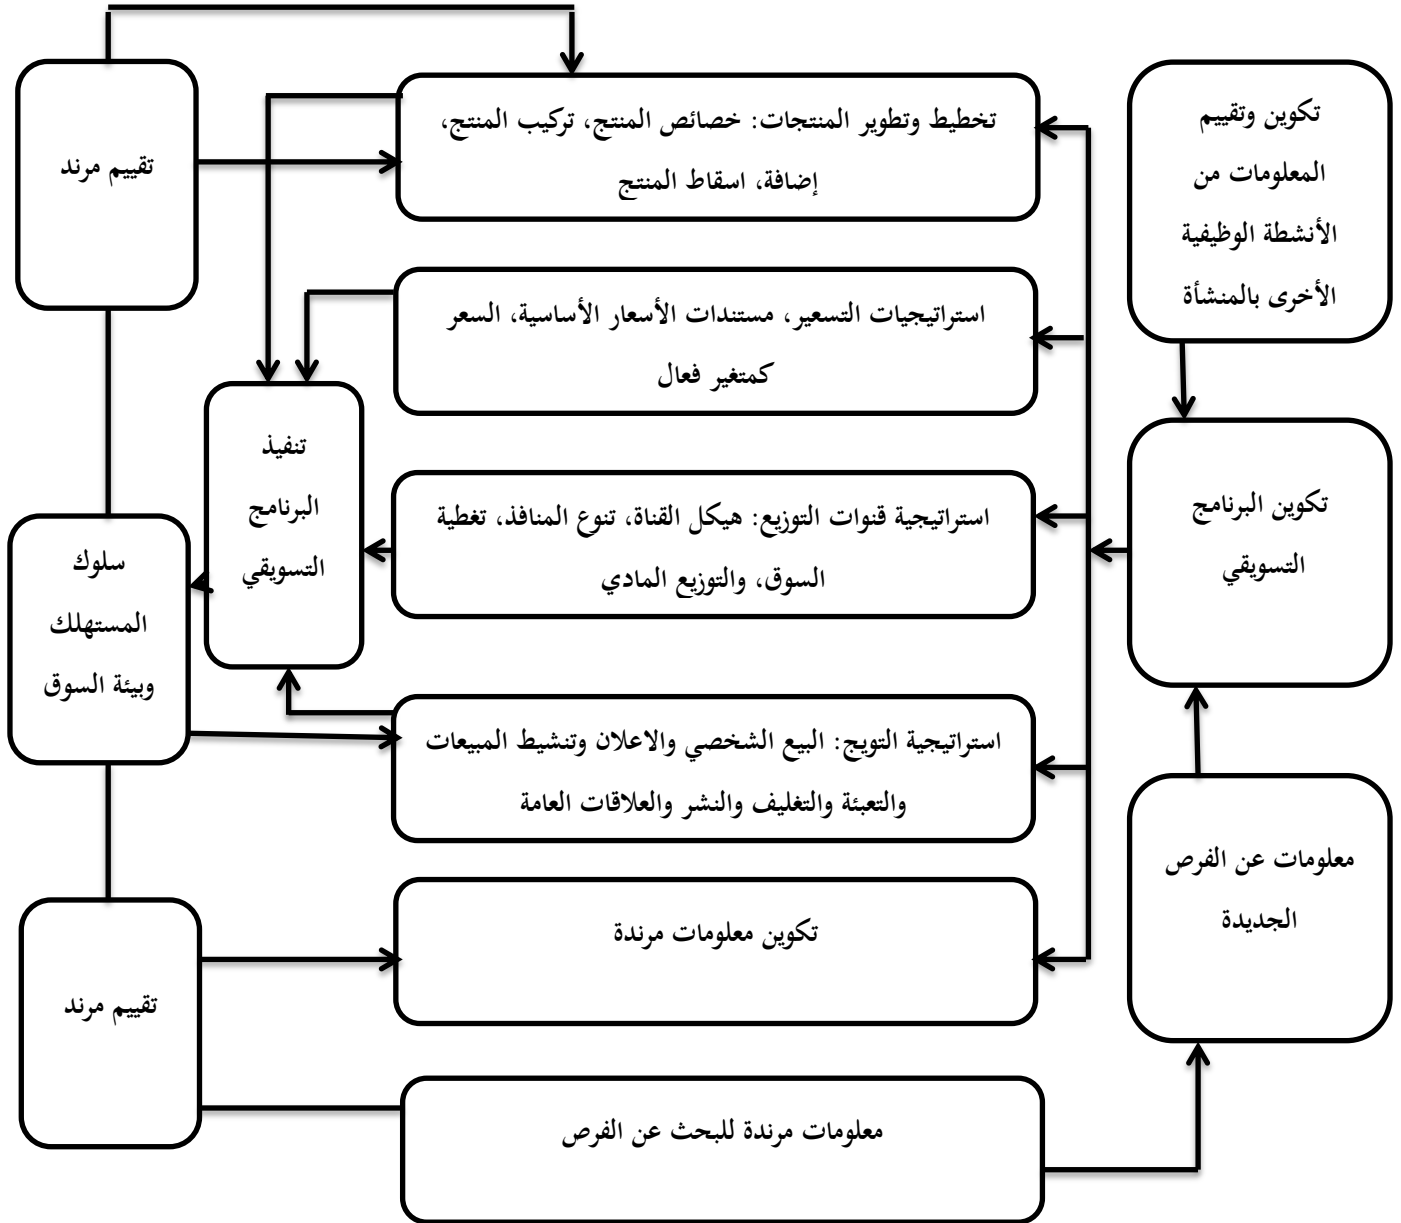 تكوين وتقييم
المعلومات من
الأنشطة الوظيفية
الأخرى بالمنشأة
تكوين البرنامج
التسويقي
معلومات عن الفرص
الجديدة
تخطيط وتطوير المنتجات: خصائص المنتج، تركيب المنتج،
إضافة، اسقاط المنتج
استراتيجيات التسعير، مستندات الأسعار الأساسية، السعر
كمتغير فعال
استراتيجية قنوات التوزيع: هيكل القناة، تنوع المنافذ، تغطية
السوق، والتوزيع المادي
استراتيجية التويج: البيع الشخصي والاعلان وتنشيط المبيعات
والتعبئة والتغليف والنشر والعلاقات العامة
تكوين معلومات مرندة
معلومات مرندة للبحث عن الفرص
تنفيذ
البرنامج
التسويقي
تقييم مرند
سلوك
المستهلك
وبيئة السوق
تقييم مرند